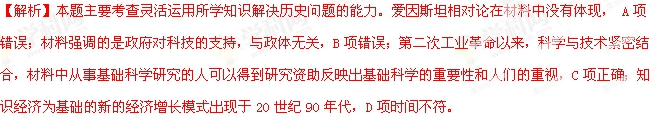 【解析】本题主要考查灵活运用所学知识解决历史问题的能力。爱因斯坦相对论在材料中没有体现， A 项
错误；材料强调的是政府对科技的支持，与政体无关，B 项错误；第二次工业革命以来，科学与技术紧密结
合，材料中从事基础科学研究的人可以得到研究资助反映出基础科学的重要性和人们的重视，C 项正确；知
识经济为基础的新的经济增长模式出现于 20 世纪 90 年代，D 项时间不符。